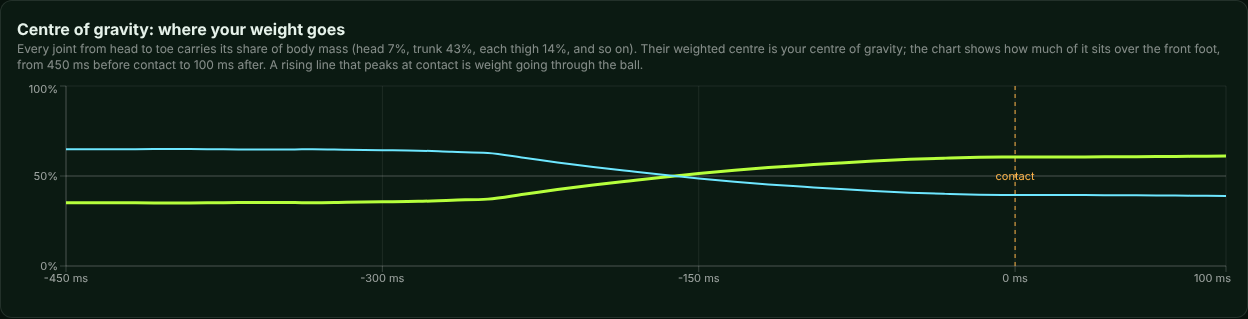 Centre of gravity: where your weight goes
Every joint from head to toe carries its share of body mass (head 7%, trunk 43%, each thigh 14%, and so on). Their weighted centre is your centre of gravity; the chart shows how much of it sits over the front foot,
from 450 ms before contact to 100 ms after. A rising line that peaks at contact is weight going through the ball.
100%
50%
contact
0%
-450 ms
-300 ms
-150 ms
0 ms
100 ms